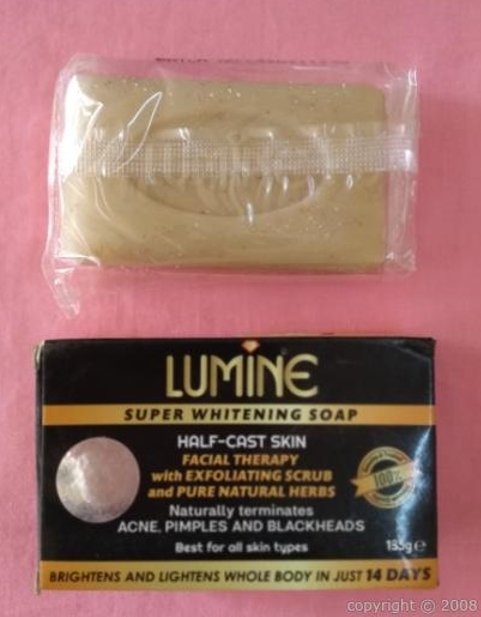 Lumine
LUMINE
SUPER WHITENING SOAP
HALF-CAST SKIN
FACIAL THERAPY
with EXFOLIATING SCRUB
and PURE NATURAL HERBS
100%
Naturally terminates
ACNE, PIMPLES AND BLACKHEADS
Best for all skin types
135g e
BRIGHTENS AND LIGHTENS WHOLE BODY IN JUST 14 DAYS
copyright © 2008